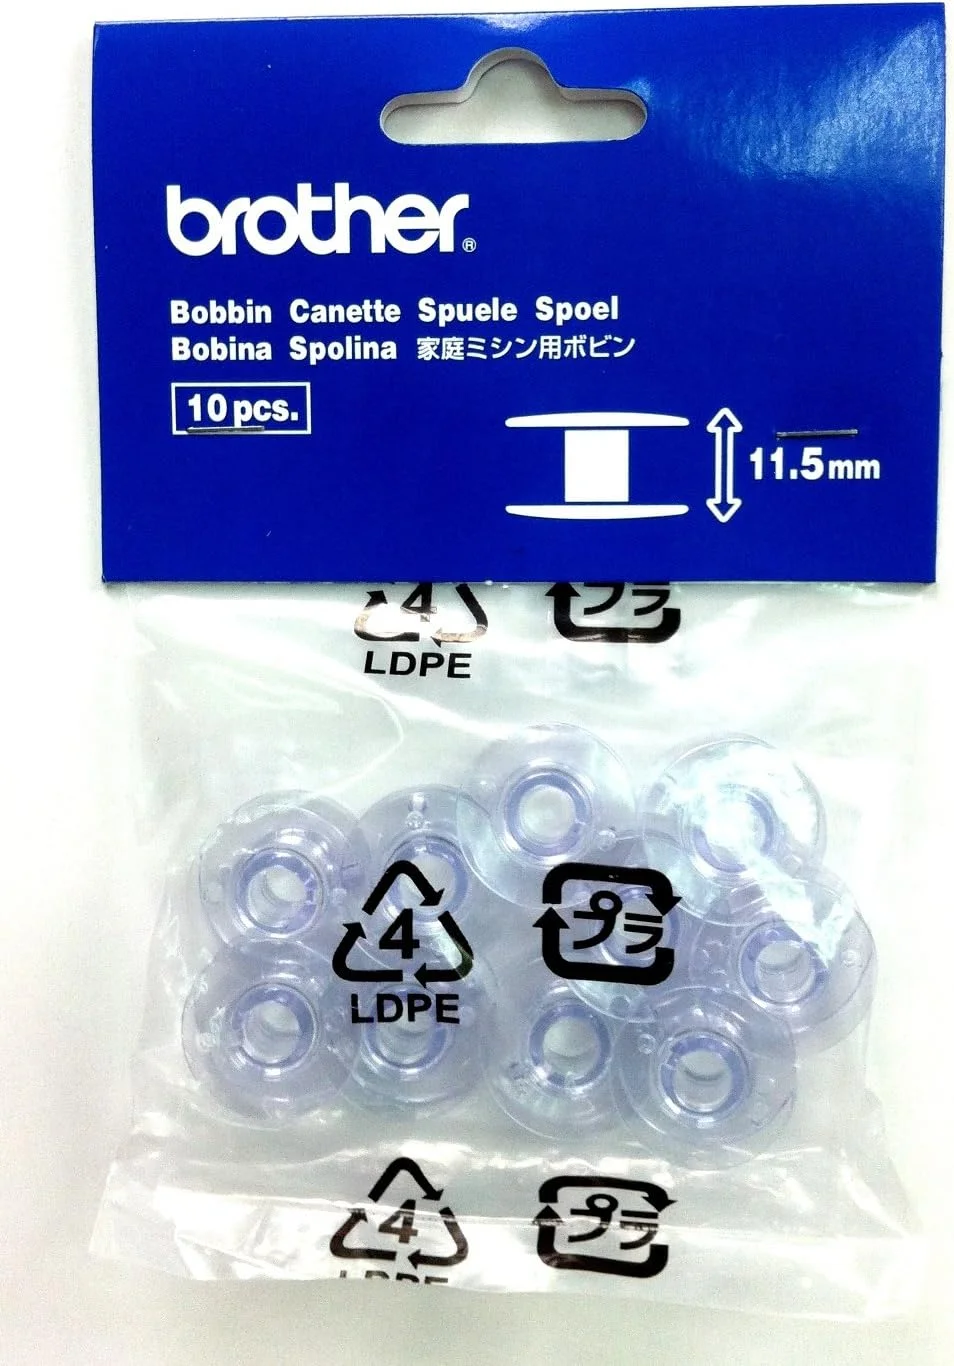 brother®
Bobbin Canette Spuele Spoel
Bobina Spolina 家庭ミシン用ボビン
10 pcs.
11.5mm
4 プラ
LDPE
4 プラ
LDPE
4 プラ
LDPE